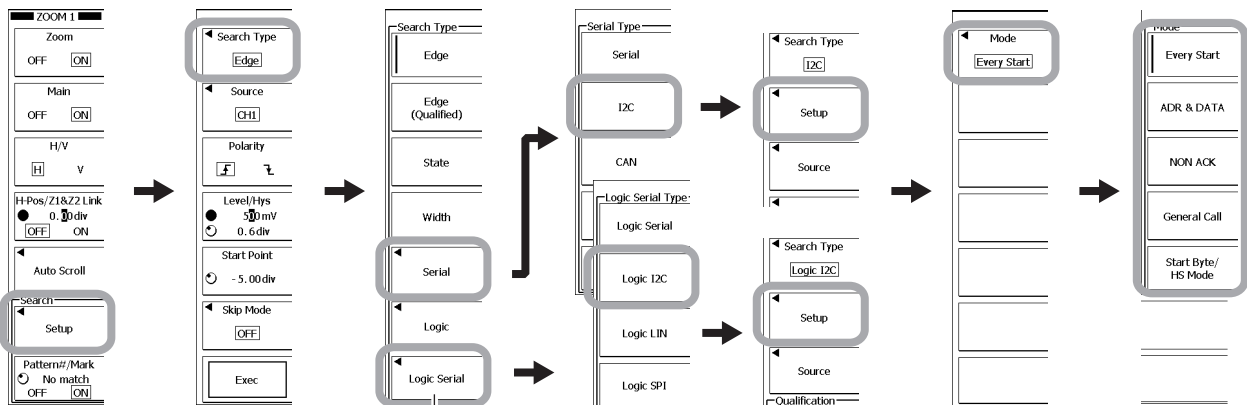 ZOOM 1
Zoom
OFF ON
Main
OFF ON
H/V
H V
H-Pos/Z1&Z2 Link
0.00div
OFF ON
Auto Scroll
Search
Setup
Pattern#/Mark
No match
OFF ON
Search Type
Edge
Source
CH1
Polarity
Level/Hys
500mV
0.6div
Start Point
-5.00div
Skip Mode
OFF
Exec
Search Type
Edge
Edge
(Qualified)
State
Width
Serial
Logic
Logic Serial
Serial Type
Serial
I2C
CAN
Logic Serial Type
Logic Serial
Logic I2C
Logic LIN
Logic SPI
Search Type
I2C
Setup
Source
Search Type
Logic I2C
Setup
Source
Qualification
Mode
Every Start
Mode
Every Start
ADR & DATA
NON ACK
General Call
Start Byte/
HS Mode